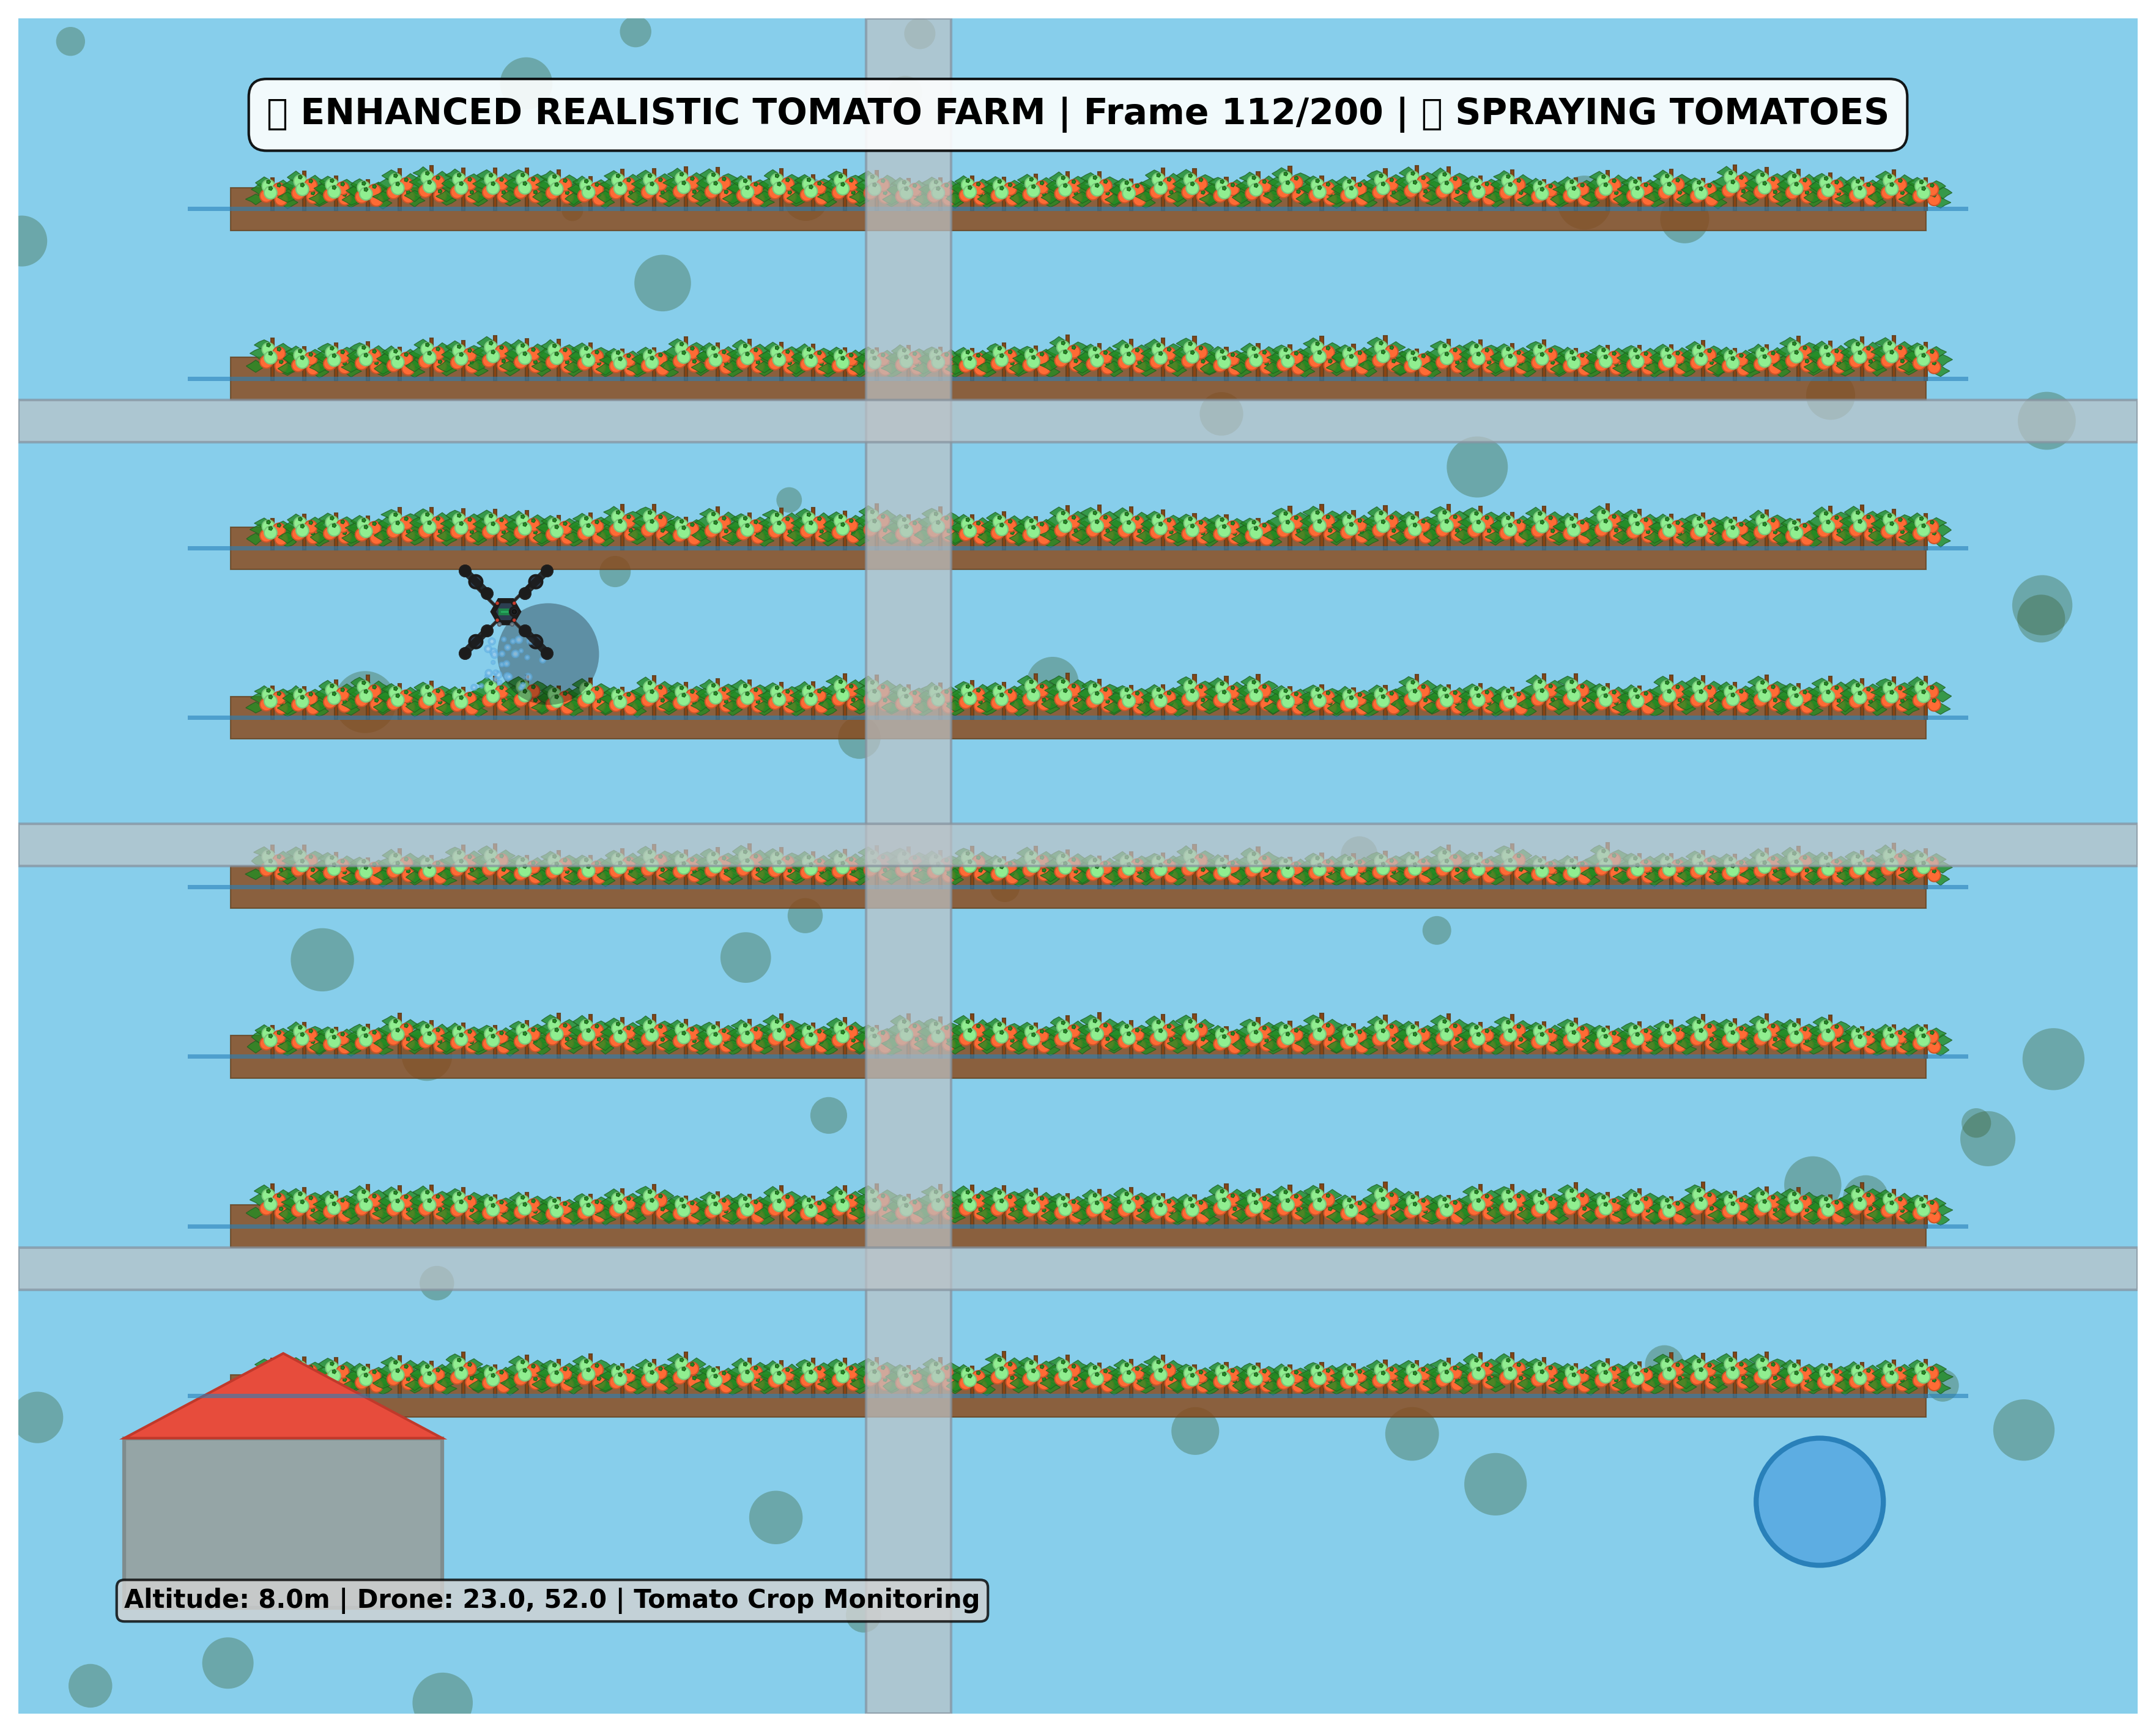 ▯ ENHANCED REALISTIC TOMATO FARM | Frame 112/200 | ▯ SPRAYING TOMATOES
Altitude: 8.0m | Drone: 23.0, 52.0 | Tomato Crop Monitoring